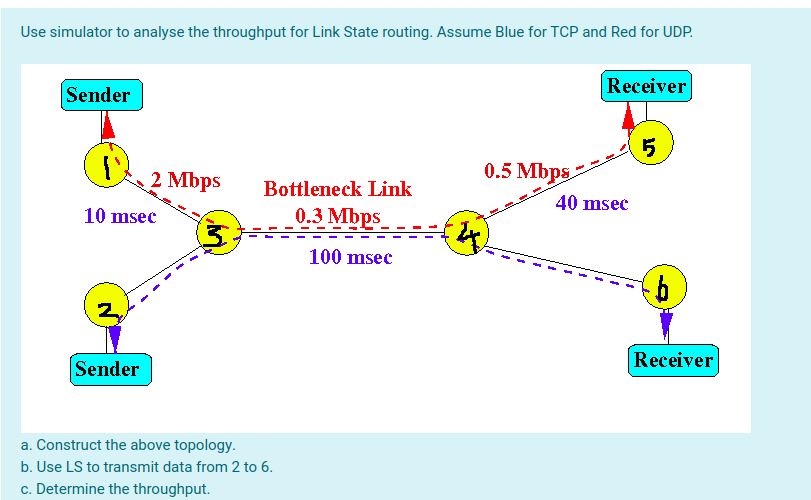 Use simulator to analyse the throughput for Link State routing. Assume Blue for TCP and Red for UDP.
Sender
Receiver
1
5
2 Mbps
0.5 Mbps
Bottleneck Link
10 msec
0.3 Mbps
40 msec
3
4
100 msec
2
6
Sender
Receiver
a. Construct the above topology.
b. Use LS to transmit data from 2 to 6.
c. Determine the throughput.